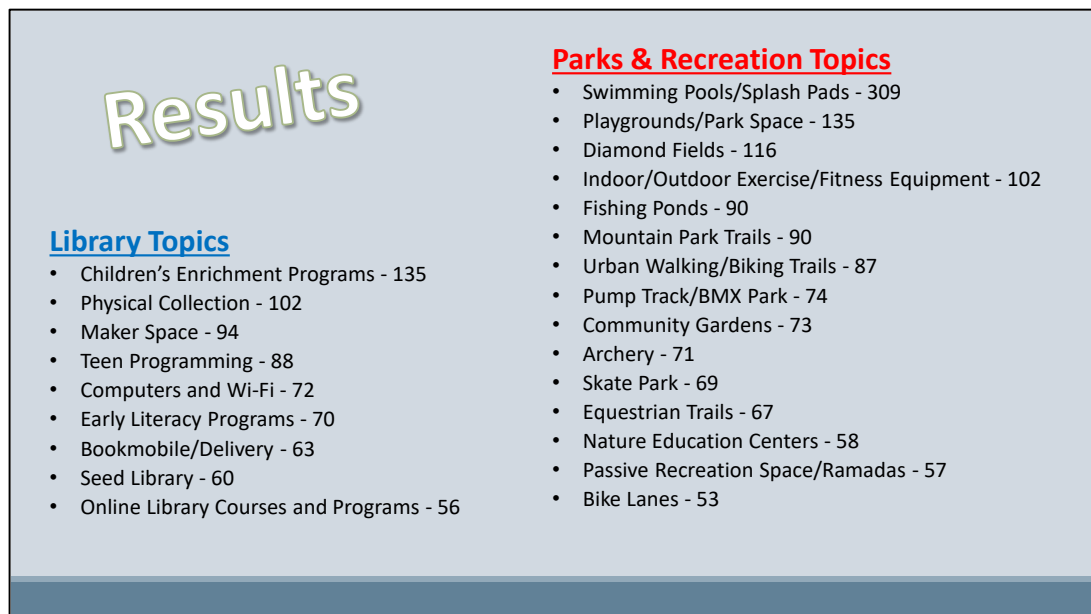 Results
Library Topics
• Children’s Enrichment Programs - 135
• Physical Collection - 102
• Maker Space - 94
• Teen Programming - 88
• Computers and Wi-Fi - 72
• Early Literacy Programs - 70
• Bookmobile/Delivery - 63
• Seed Library - 60
• Online Library Courses and Programs - 56
Parks & Recreation Topics
• Swimming Pools/Splash Pads - 309
• Playgrounds/Park Space - 135
• Diamond Fields - 116
• Indoor/Outdoor Exercise/Fitness Equipment - 102
• Fishing Ponds - 90
• Mountain Park Trails - 90
• Urban Walking/Biking Trails - 87
• Pump Track/BMX Park - 74
• Community Gardens - 73
• Archery - 71
• Skate Park - 69
• Equestrian Trails - 67
• Nature Education Centers - 58
• Passive Recreation Space/Ramadas - 57
• Bike Lanes - 53